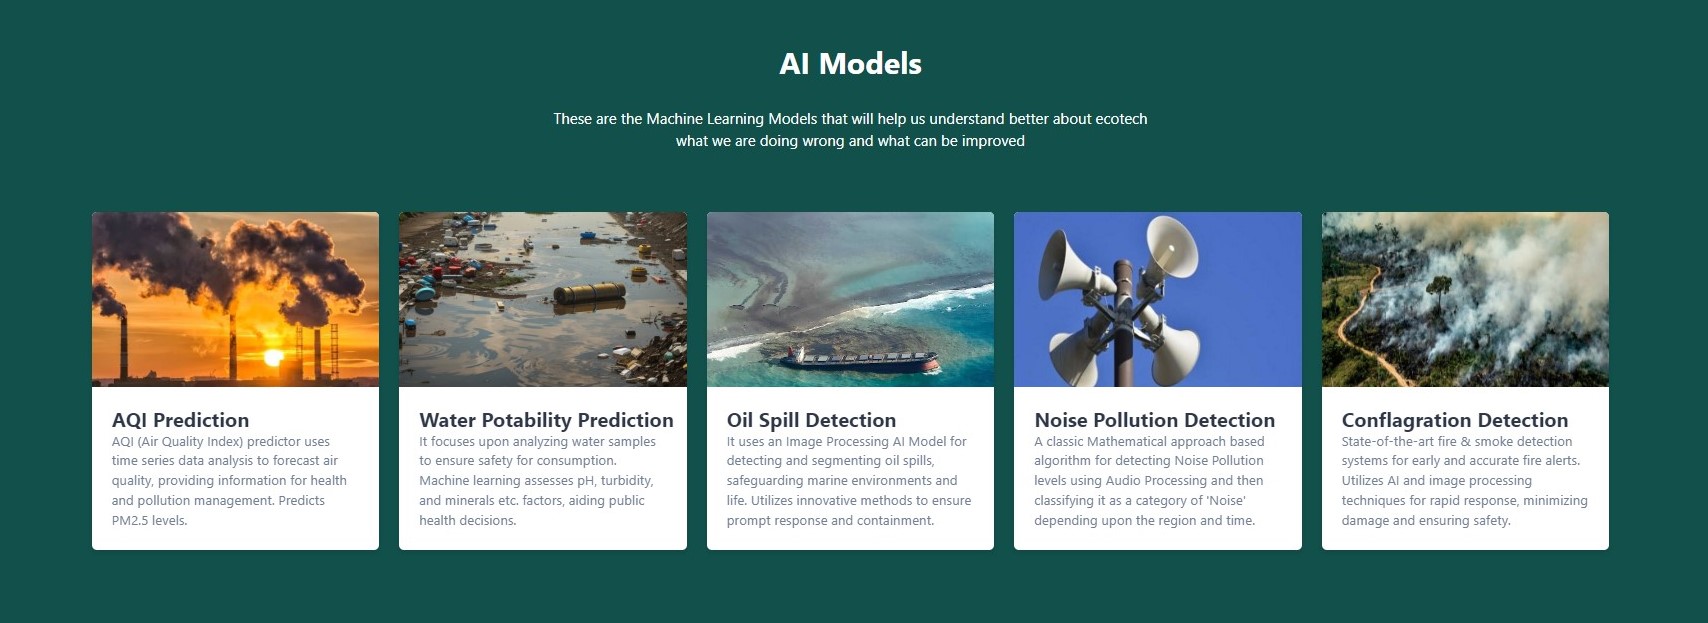 AI Models
These are the Machine Learning Models that will help us understand better about ecotech
what we are doing wrong and what can be improved
AQI Prediction
AQI (Air Quality Index) predictor uses
time series data analysis to forecast air
quality, providing information for health
and pollution management. Predicts
PM2.5 levels.
Water Potability Prediction
It focuses upon analyzing water samples
to ensure safety for consumption.
Machine learning assesses pH, turbidity,
and minerals etc. factors, aiding public
health decisions.
Oil Spill Detection
It uses an Image Processing AI Model for
detecting and segmenting oil spills,
safeguarding marine environments and
life. Utilizes innovative methods to ensure
prompt response and containment.
Noise Pollution Detection
A classic Mathematical approach based
algorithm for detecting Noise Pollution
levels using Audio Processing and then
classifying it as a category of 'Noise'
depending upon the region and time.
Conflagration Detection
State-of-the-art fire & smoke detection
systems for early and accurate fire alerts.
Utilizes AI and image processing
techniques for rapid response, minimizing
damage and ensuring safety.